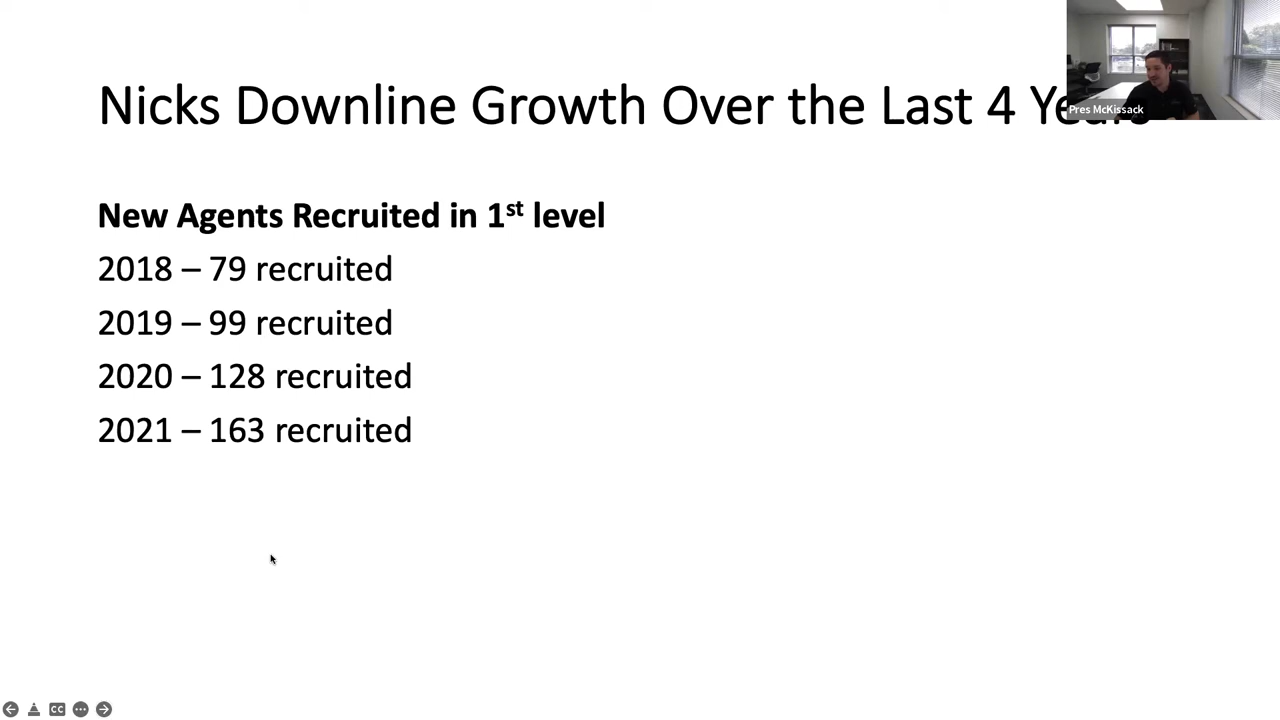 Nicks Downline Growth Over the Last 4 Years
Pres McKissack
New Agents Recruited in 1st level
2018 – 79 recruited
2019 – 99 recruited
2020 – 128 recruited
2021 – 163 recruited
CC